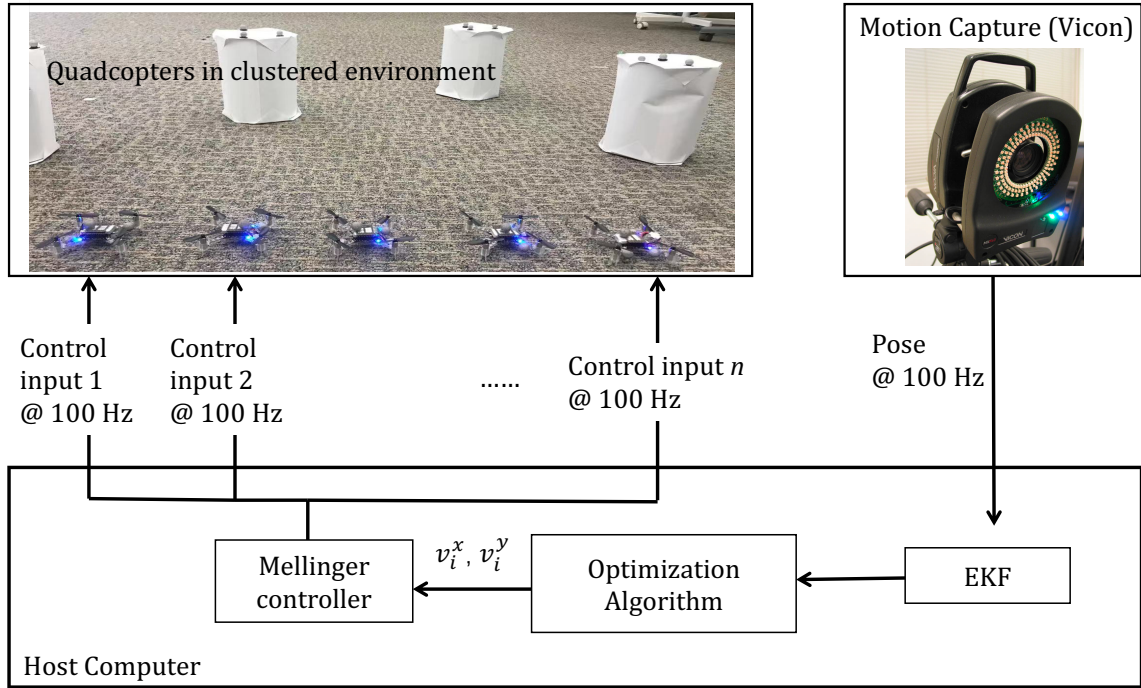 Quadcopters in clustered environment
Motion Capture (Vicon)
VICON
Control
input 1
@ 100 Hz
Control
input 2
@ 100 Hz
......
Control input n
@ 100 Hz
Pose
@ 100 Hz
Mellinger
controller
v_i^x, v_i^y
Optimization
Algorithm
EKF
Host Computer